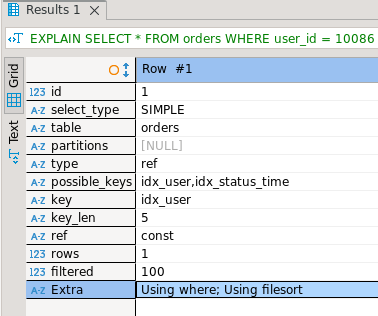 Results 1
EXPLAIN SELECT * FROM orders WHERE user_id = 10086
Grid
Text
Row #1
123 id 1
A-Z select_type SIMPLE
A-Z table orders
A-Z partitions [NULL]
A-Z type ref
A-Z possible_keys idx_user,idx_status_time
A-Z key idx_user
A-Z key_len 5
A-Z ref const
123 rows 1
123 filtered 100
A-Z Extra Using where; Using filesort